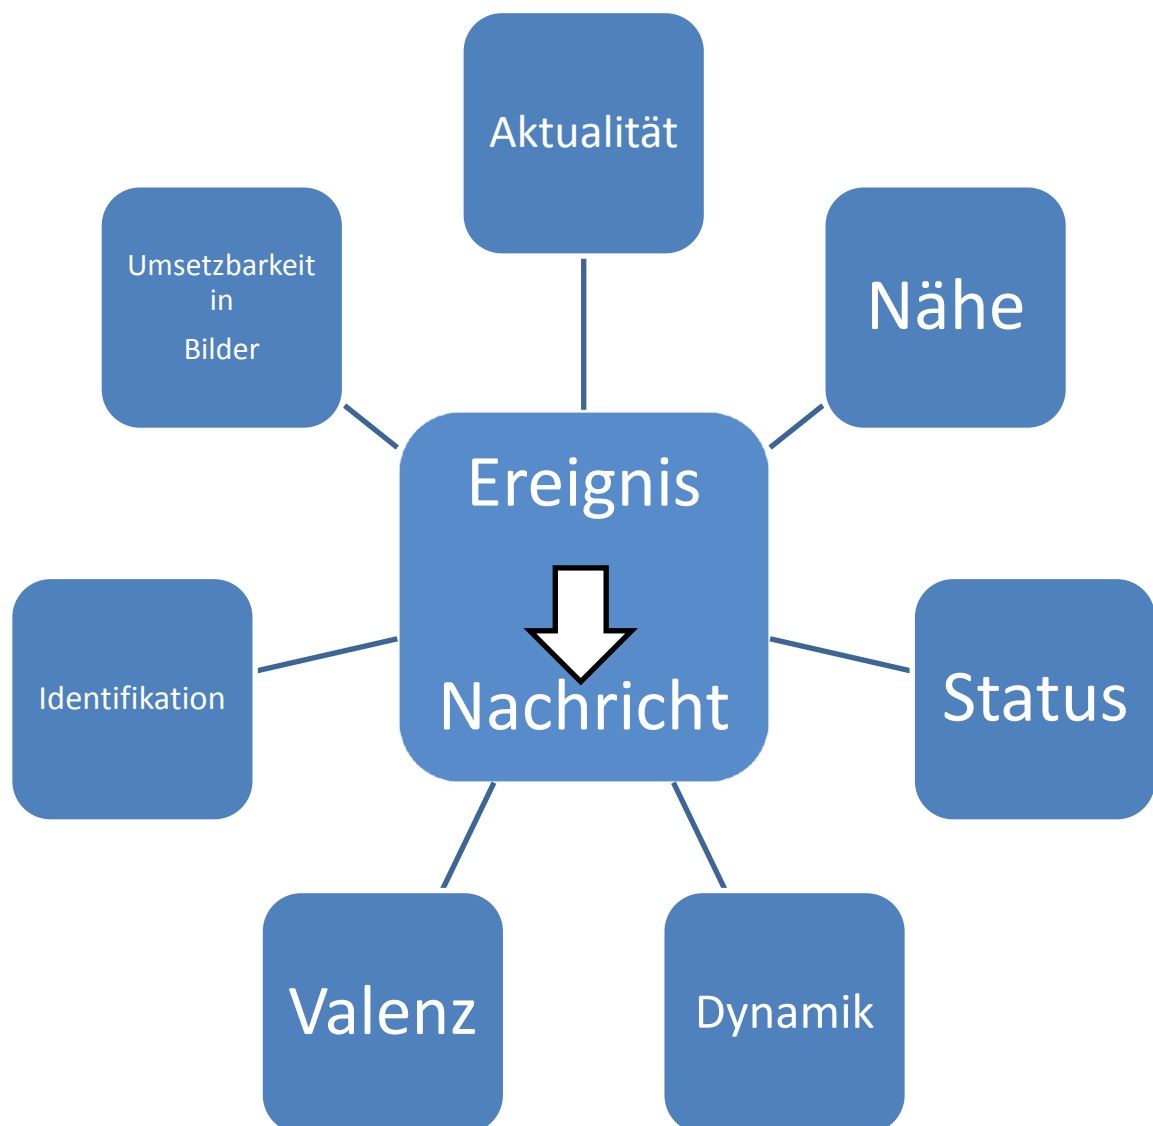 Aktualität
Nähe
Umsetzbarkeit
in
Bilder
Ereignis
Nachricht
Identifikation
Status
Valenz
Dynamik